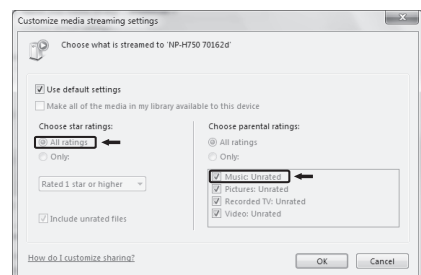 Customize media streaming settings
Choose what is streamed to 'NP-H750 70162d'
Use default settings
Make all of the media in my library available to this device
Choose star ratings:
All ratings
Only:
Rated 1 star or higher
Include unrated files
Choose parental ratings:
All ratings
Only:
Music: Unrated
Pictures: Unrated
Recorded TV: Unrated
Video: Unrated
How do I customize sharing?
OK
Cancel